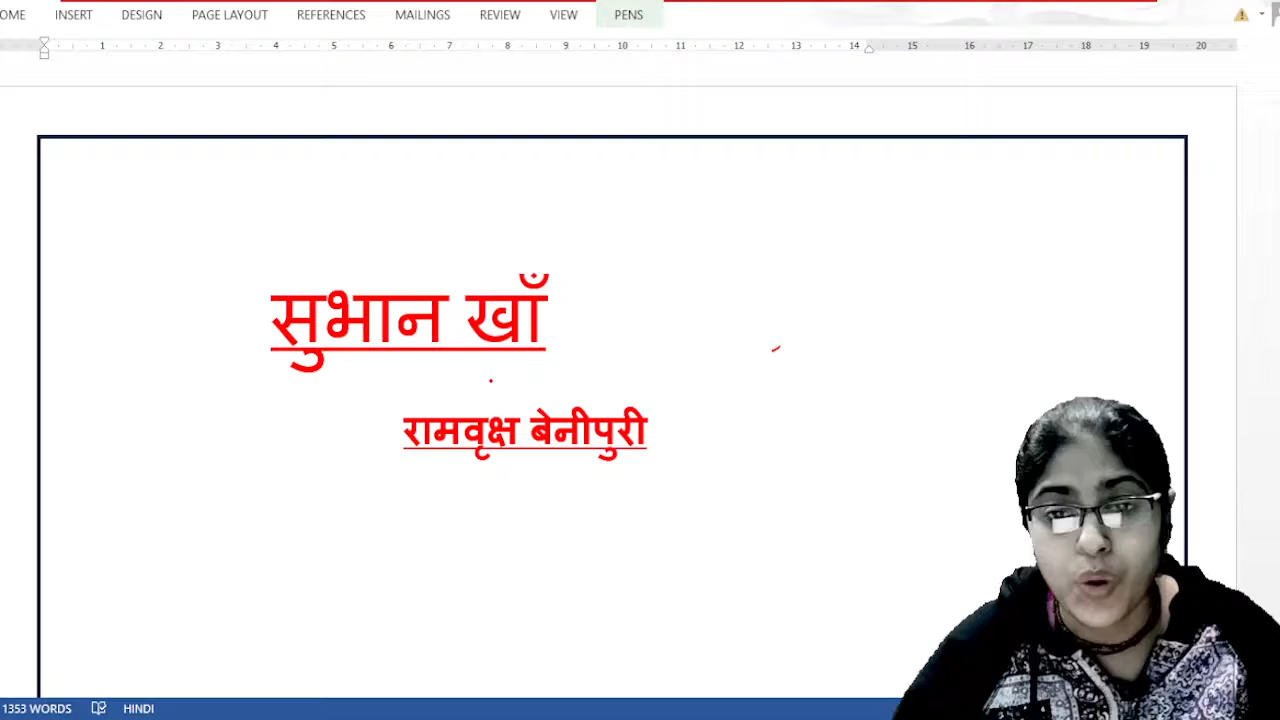 OME INSERT DESIGN PAGE LAYOUT REFERENCES MAILINGS REVIEW VIEW PENS
1 2 3 4 5 6 7 8 9 10 11 12 13 14 15 16 17 18 19 20
सुभान खाँ
रामवृक्ष बेनीपुरी
1353 WORDS HINDI